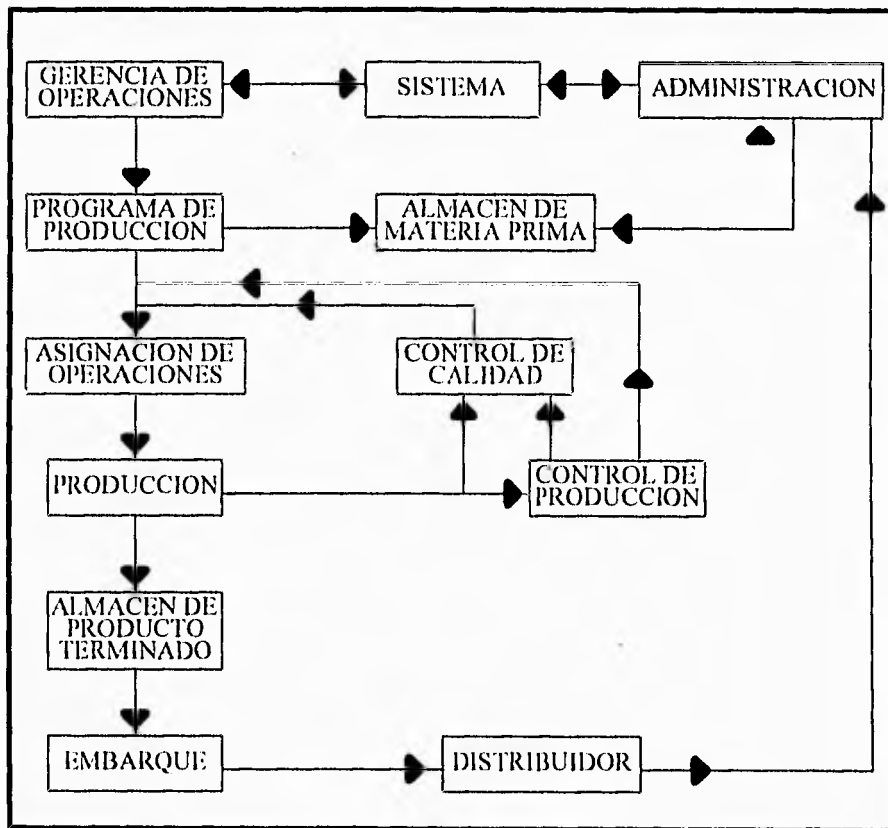 GERENCIA DE
OPERACIONES
SISTEMA
ADMINISTRACION
PROGRAMA DE
PRODUCCION
ALMACEN DE
MATERIA PRIMA
ASIGNACION DE
OPERACIONES
CONTROL DE
CALIDAD
PRODUCCION
CONTROL DE
PRODUCCION
ALMACEN DE
PRODUCTO
TERMINADO
EMBARQUE
DISTRIBUIDOR